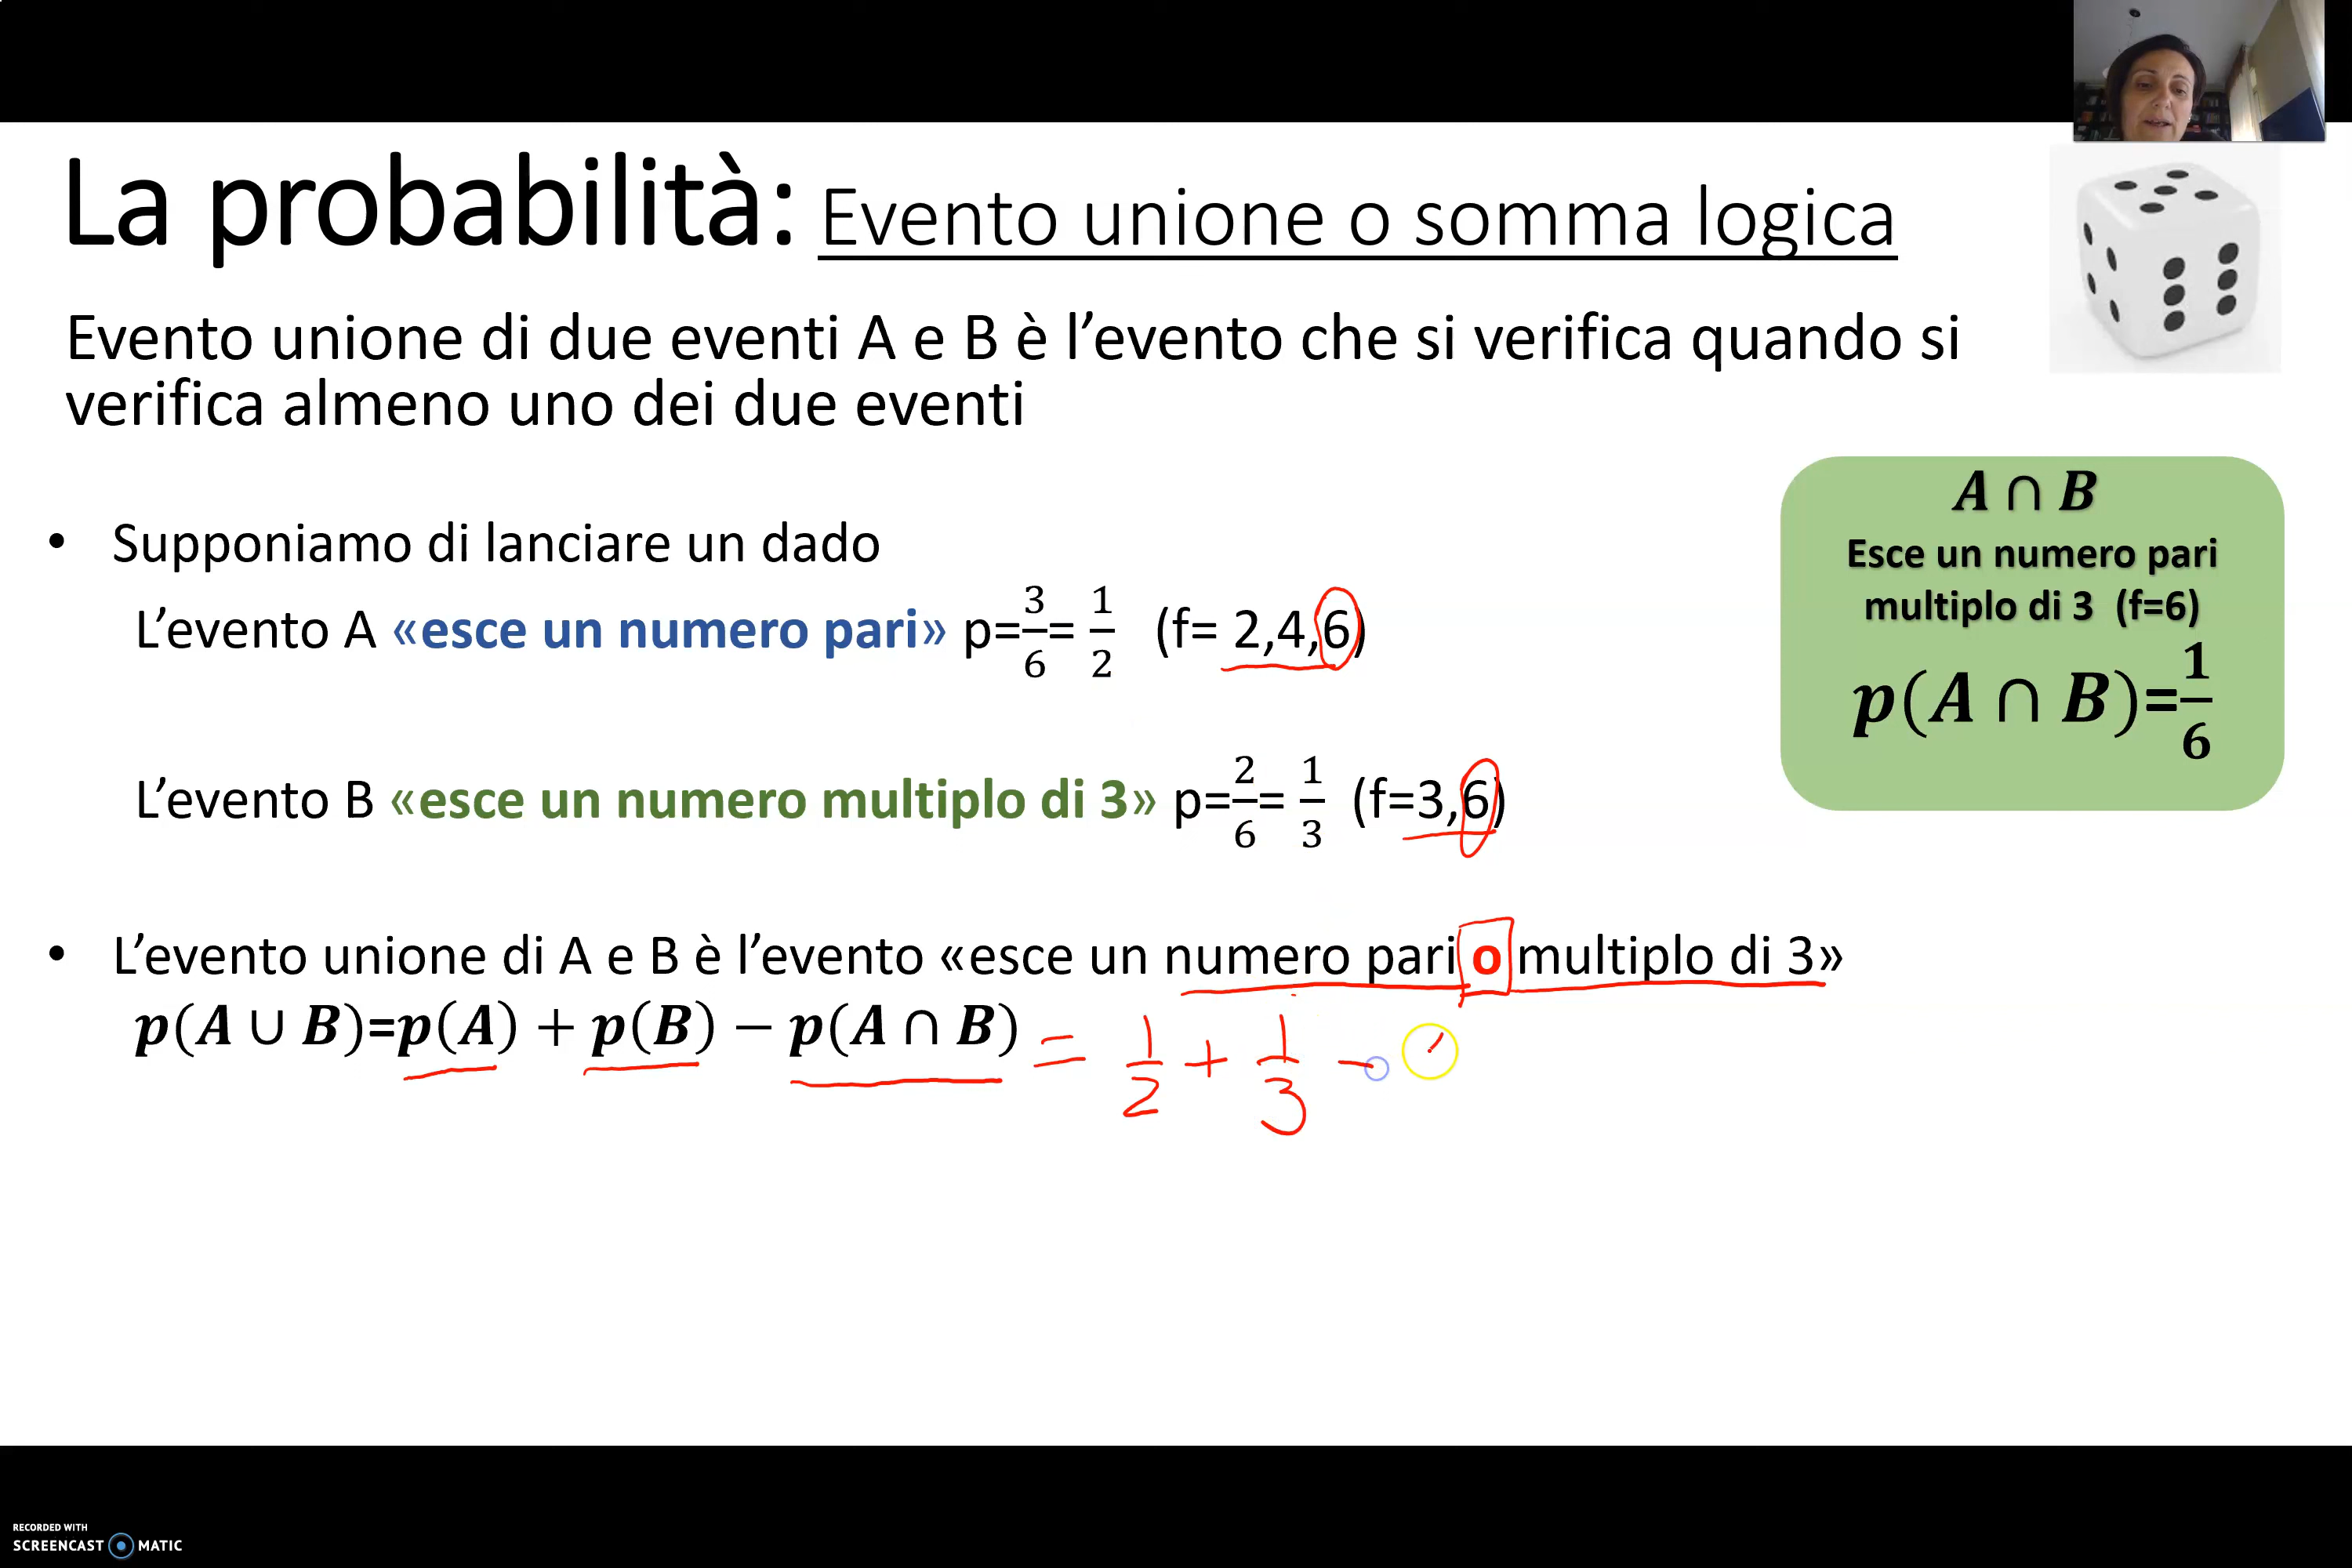 La probabilità: Evento unione o somma logica
Evento unione di due eventi A e B è l’evento che si verifica quando si
verifica almeno uno dei due eventi
• Supponiamo di lanciare un dado
L’evento A «esce un numero pari» p=3/6= 1/2 (f= 2,4,6)
L’evento B «esce un numero multiplo di 3» p=2/6= 1/3 (f=3,6)
A ∩ B
Esce un numero pari
multiplo di 3 (f=6)
p(A ∩ B)=1/6
• L’evento unione di A e B è l’evento «esce un numero pari o multiplo di 3»
p(A ∪ B)=p(A) + p(B) − p(A ∩ B) = 1/2 + 1/3 −
RECORDED WITH
SCREENCAST MATIC